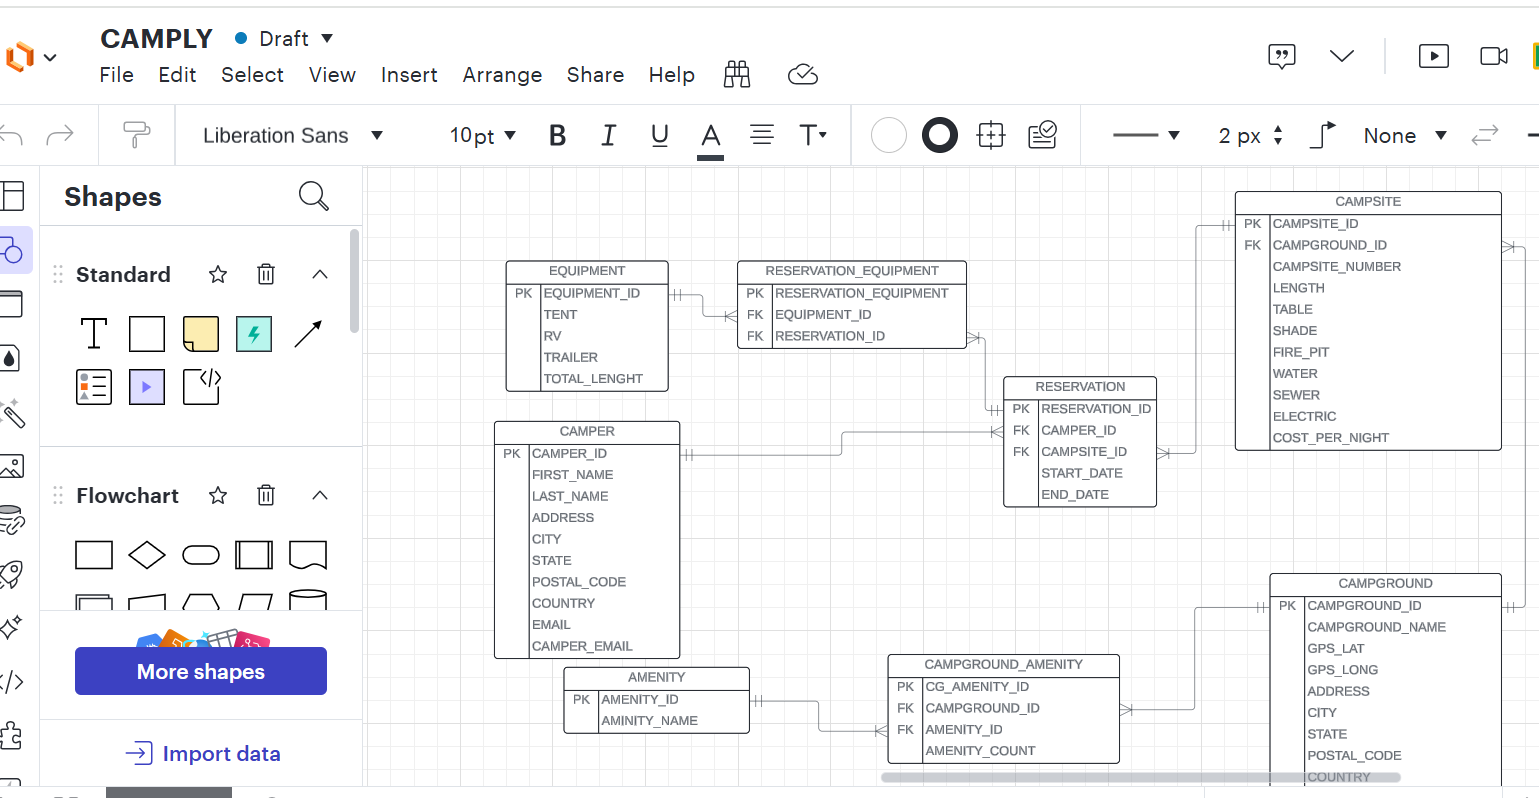 CAMPLY Draft
File Edit Select View Insert Arrange Share Help
Liberation Sans 10pt B I U A T 2 px None
Shapes
Standard
T
Flowchart
More shapes
Import data
EQUIPMENT
PK EQUIPMENT_ID
TENT
RV
TRAILER
TOTAL_LENGHT
RESERVATION_EQUIPMENT
PK RESERVATION_EQUIPMENT
FK EQUIPMENT_ID
FK RESERVATION_ID
CAMPSITE
PK CAMPSITE_ID
FK CAMPGROUND_ID
CAMPSITE_NUMBER
LENGTH
TABLE
SHADE
FIRE_PIT
WATER
SEWER
ELECTRIC
COST_PER_NIGHT
RESERVATION
PK RESERVATION_ID
FK CAMPER_ID
FK CAMPSITE_ID
START_DATE
END_DATE
CAMPER
PK CAMPER_ID
FIRST_NAME
LAST_NAME
ADDRESS
CITY
STATE
POSTAL_CODE
COUNTRY
EMAIL
CAMPER_EMAIL
AMENITY
PK AMENITY_ID
AMINITY_NAME
CAMPGROUND_AMENITY
PK CG_AMENITY_ID
FK CAMPGROUND_ID
FK AMENITY_ID
AMENITY_COUNT
CAMPGROUND
PK CAMPGROUND_ID
CAMPGROUND_NAME
GPS_LAT
GPS_LONG
ADDRESS
CITY
STATE
POSTAL_CODE
COUNTRY